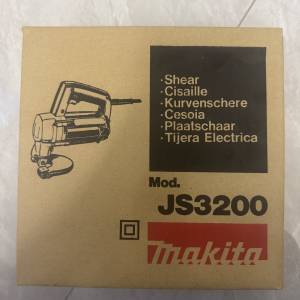 ·Shear
·Cisaille
·Kurvenschere
·Cesoia
·Plaatschaar
·Tijera Electrica
Mod.
JS3200
makita